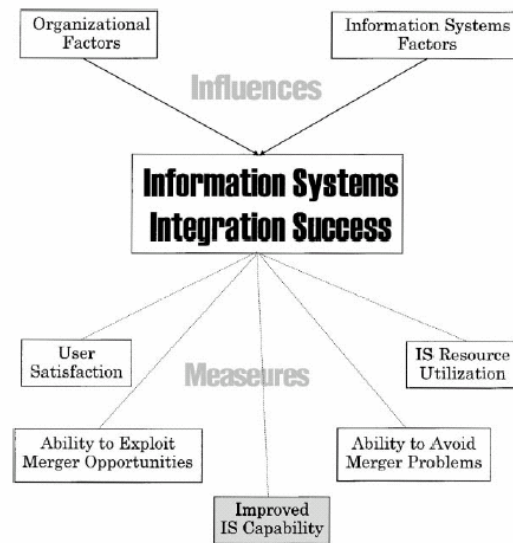 Organizational
Factors
Information Systems
Factors
Influences
Information Systems
Integration Success
User
Satisfaction
Measeures
IS Resource
Utilization
Ability to Exploit
Merger Opportunities
Ability to Avoid
Merger Problems
Improved
IS Capability